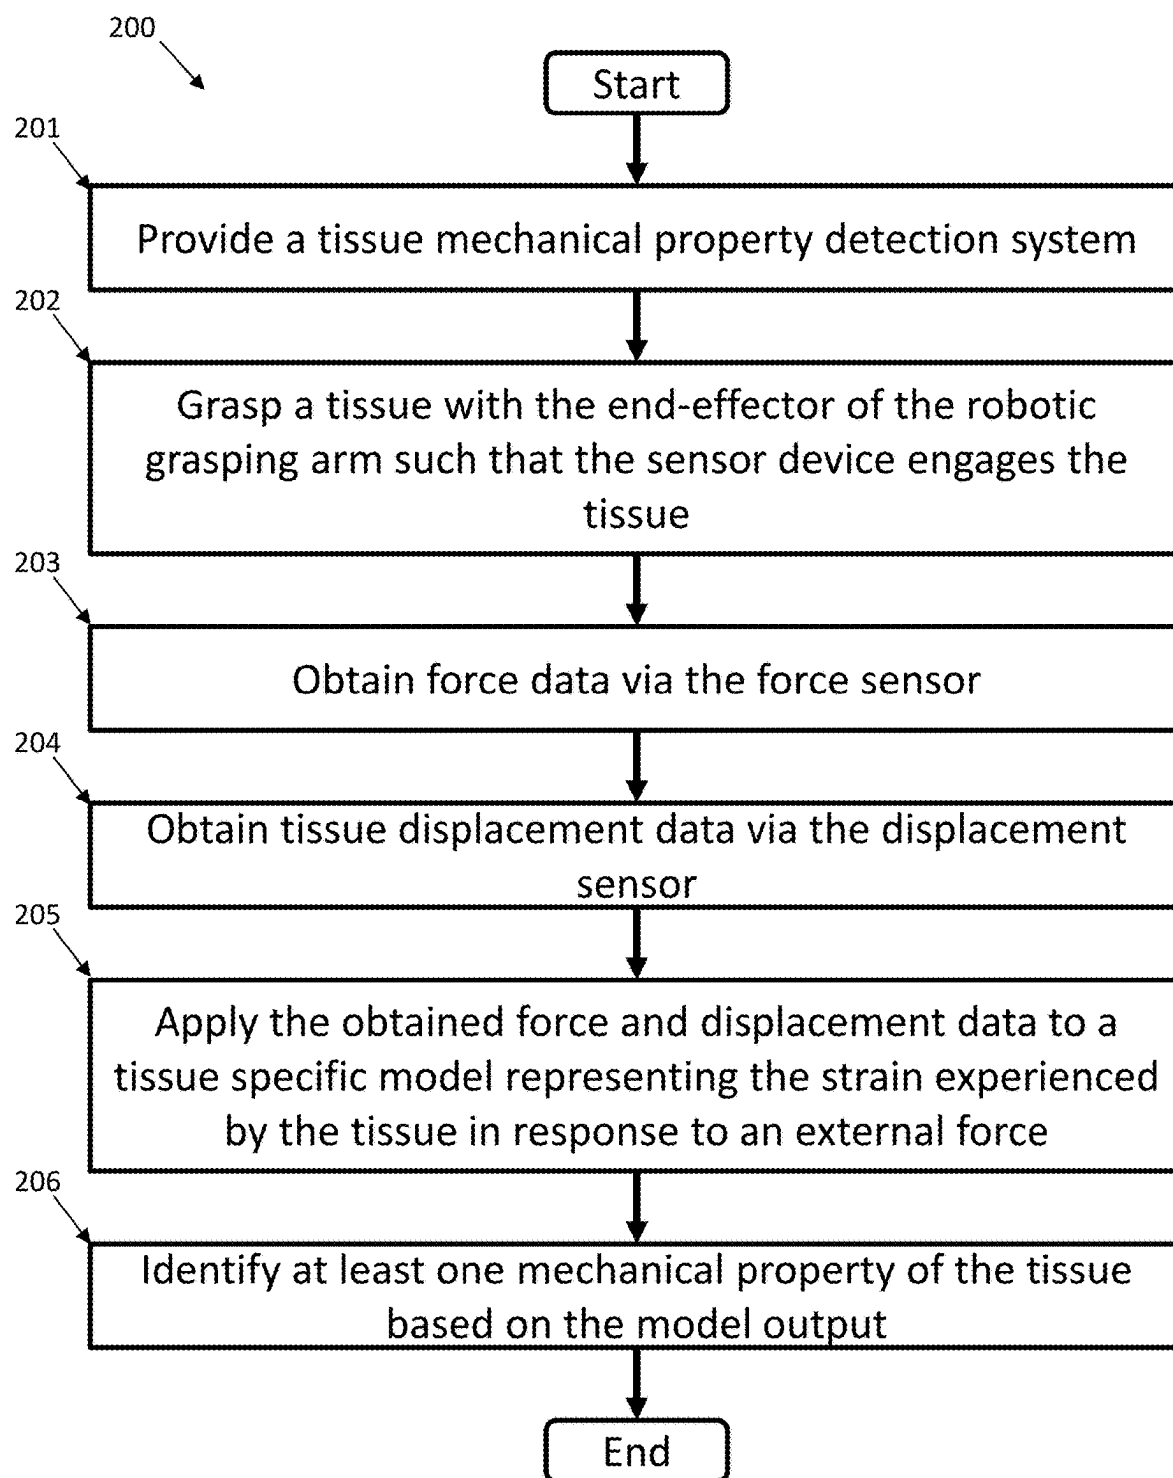 200
Start
201
Provide a tissue mechanical property detection system
202
Grasp a tissue with the end-effector of the robotic
grasping arm such that the sensor device engages the
tissue
203
Obtain force data via the force sensor
204
Obtain tissue displacement data via the displacement
sensor
205
Apply the obtained force and displacement data to a
tissue specific model representing the strain experienced
by the tissue in response to an external force
206
Identify at least one mechanical property of the tissue
based on the model output
End